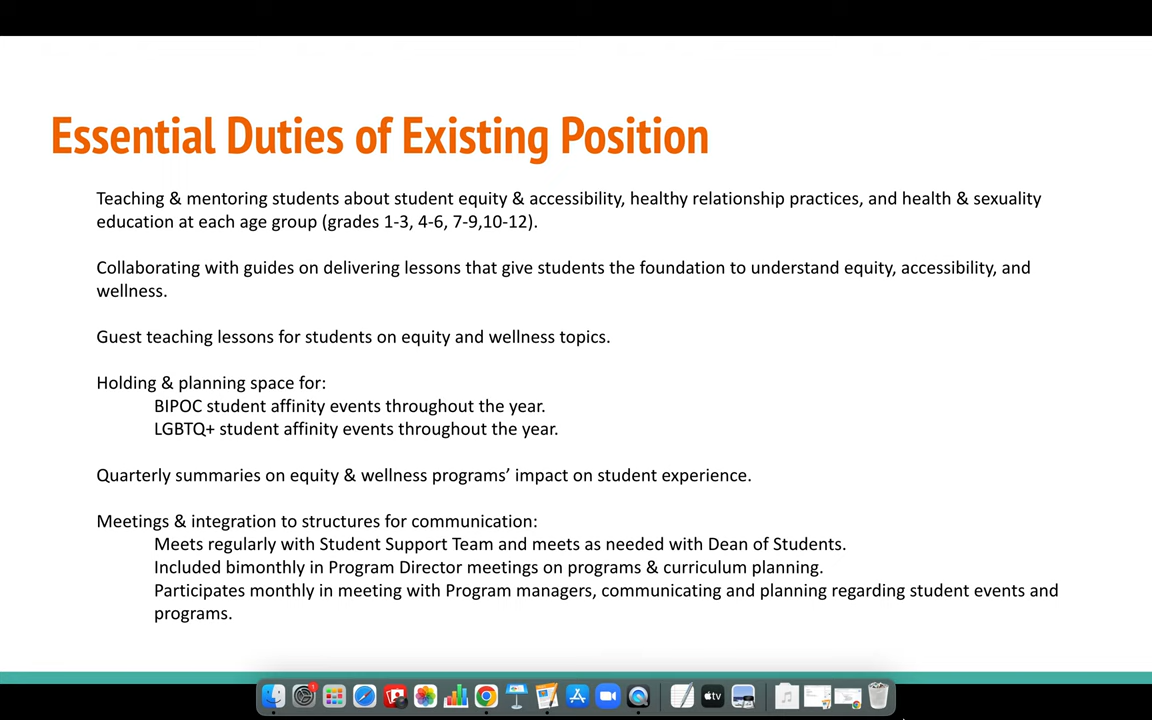 Essential Duties of Existing Position
Teaching & mentoring students about student equity & accessibility, healthy relationship practices, and health & sexuality
education at each age group (grades 1-3, 4-6, 7-9,10-12).
Collaborating with guides on delivering lessons that give students the foundation to understand equity, accessibility, and
wellness.
Guest teaching lessons for students on equity and wellness topics.
Holding & planning space for:
BIPOC student affinity events throughout the year.
LGBTQ+ student affinity events throughout the year.
Quarterly summaries on equity & wellness programs’ impact on student experience.
Meetings & integration to structures for communication:
Meets regularly with Student Support Team and meets as needed with Dean of Students.
Included bimonthly in Program Director meetings on programs & curriculum planning.
Participates monthly in meeting with Program managers, communicating and planning regarding student events and
programs.
1
tv